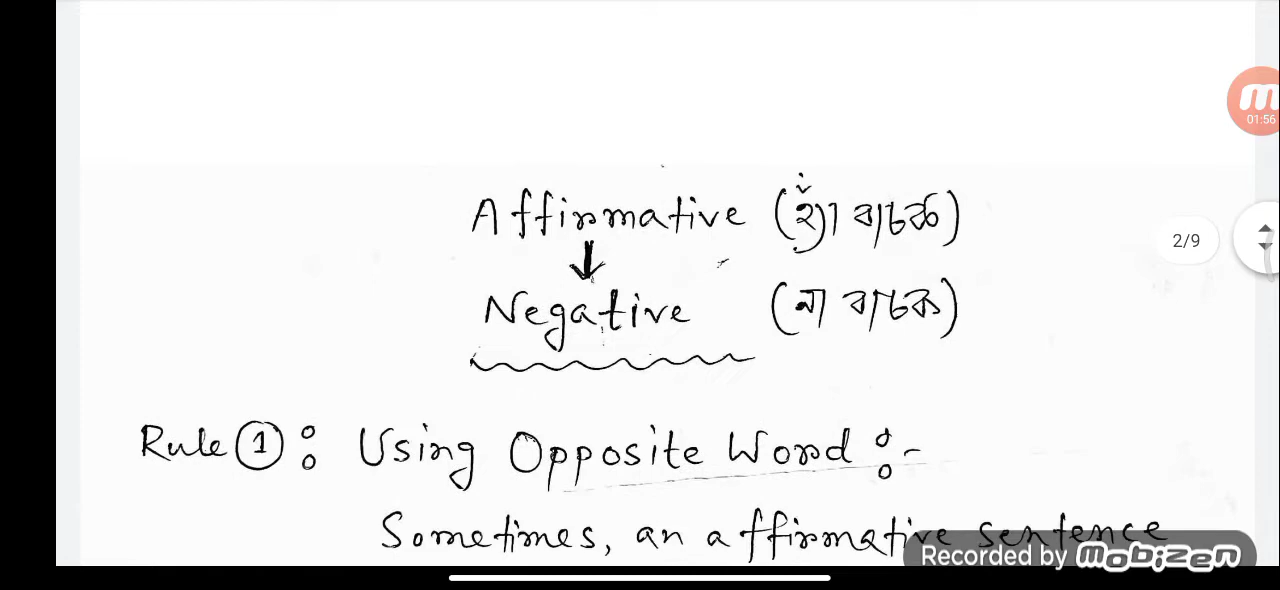 01:56
Affirmative (হ্যাঁ বাচক)
2/9
Negative (না বাচক)
Rule ① : Using Opposite Word :-
Sometimes, an affirmative sentence
Recorded by mobizen